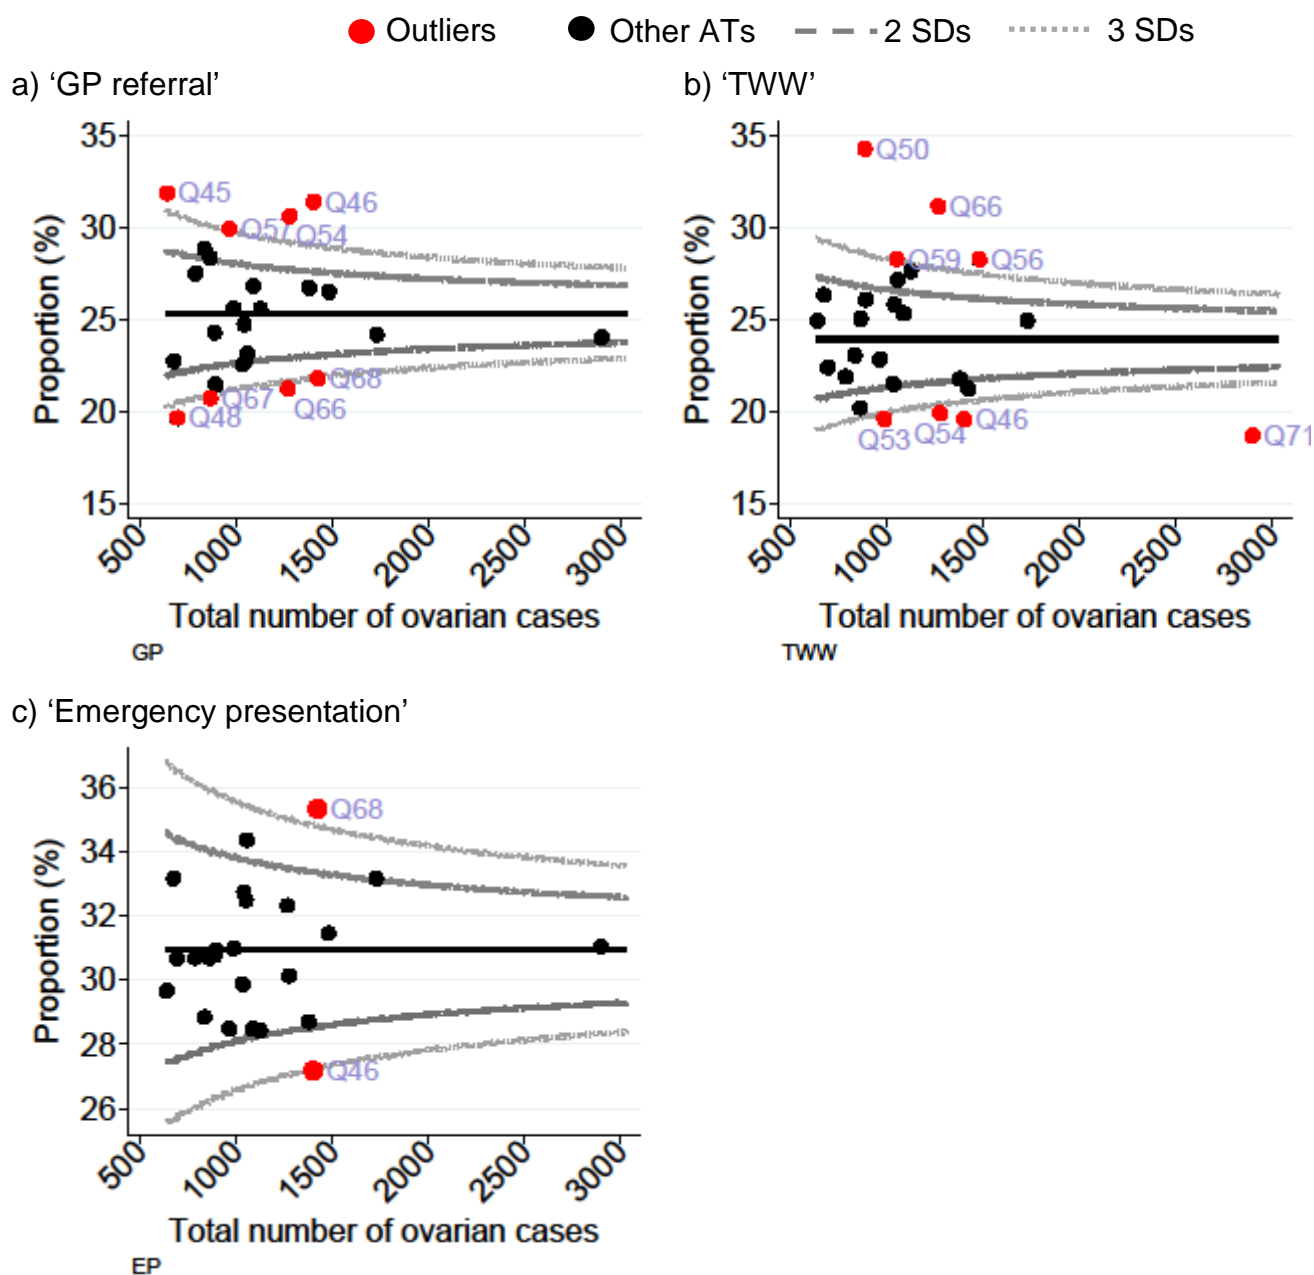 Outliers Other ATs 2 SDs 3 SDs
a) ‘GP referral’
35
30
25
20
15
Proportion (%)
Q45
Q46
Q57
Q54
Q68
Q67
Q66
Q48
500 1000 1500 2000 2500 3000
Total number of ovarian cases
GP
b) ‘TWW’
35
30
25
20
15
Proportion (%)
Q50
Q66
Q59
Q56
Q53
Q54
Q46
Q71
500 1000 1500 2000 2500 3000
Total number of ovarian cases
TWW
c) ‘Emergency presentation’
36
34
32
30
28
26
Proportion (%)
Q68
Q46
500 1000 1500 2000 2500 3000
Total number of ovarian cases
EP